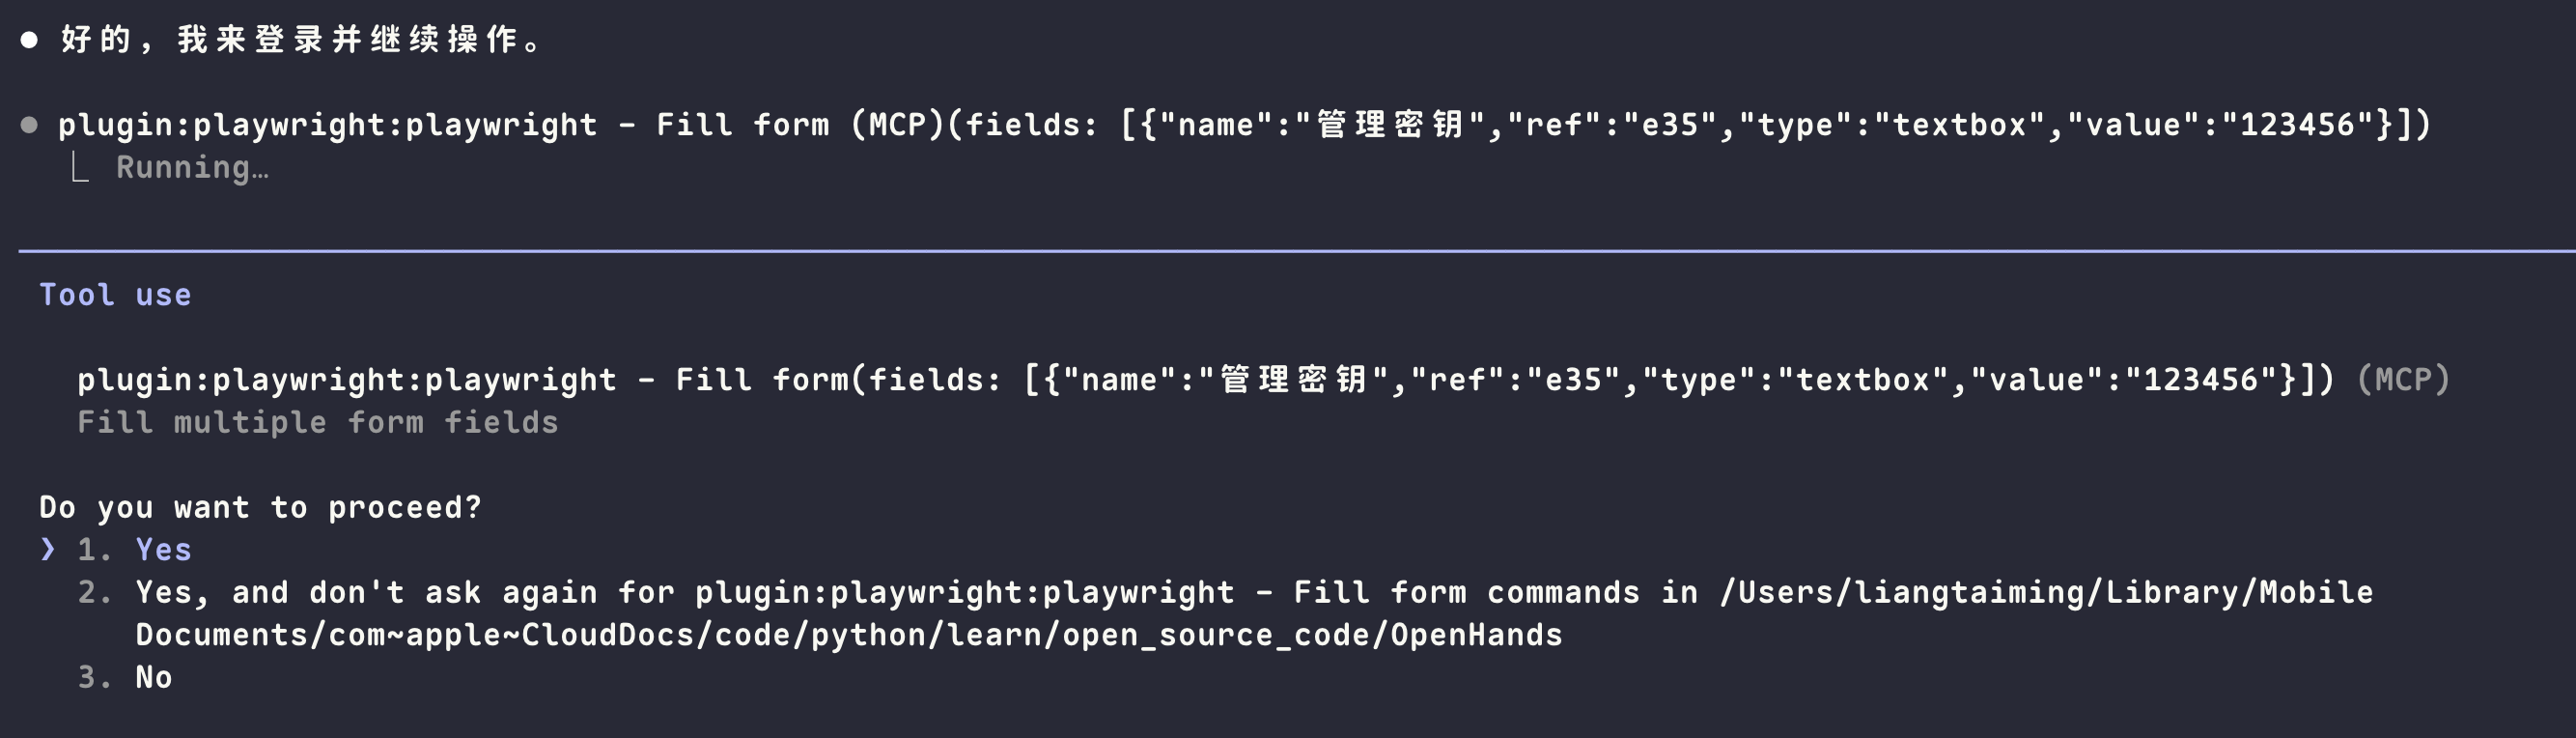 ● 好的，我来登录并继续操作。
● plugin:playwright:playwright - Fill form (MCP)(fields: [{"name":"管理密钥","ref":"e35","type":"textbox","value":"123456"}])
⎿ Running…
Tool use
plugin:playwright:playwright - Fill form(fields: [{"name":"管理密钥","ref":"e35","type":"textbox","value":"123456"}]) (MCP)
Fill multiple form fields
Do you want to proceed?
❯ 1. Yes
2. Yes, and don't ask again for plugin:playwright:playwright - Fill form commands in /Users/liangtaiming/Library/Mobile
Documents/com~apple~CloudDocs/code/python/learn/open_source_code/OpenHands
3. No